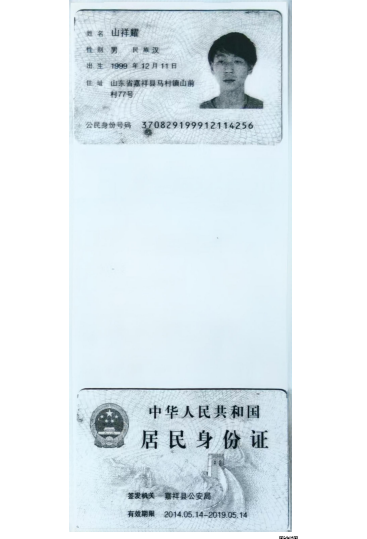 姓名 山祥耀
性别 男 民族 汉
出生 1999 年 12 月 11 日
住址 山东省嘉祥县马村镇山前
村77号
公民身份号码 370829199912114256
中华人民共和国
居民身份证
签发机关 嘉祥县公安局
有效期限 2014.05.14-2019.05.14